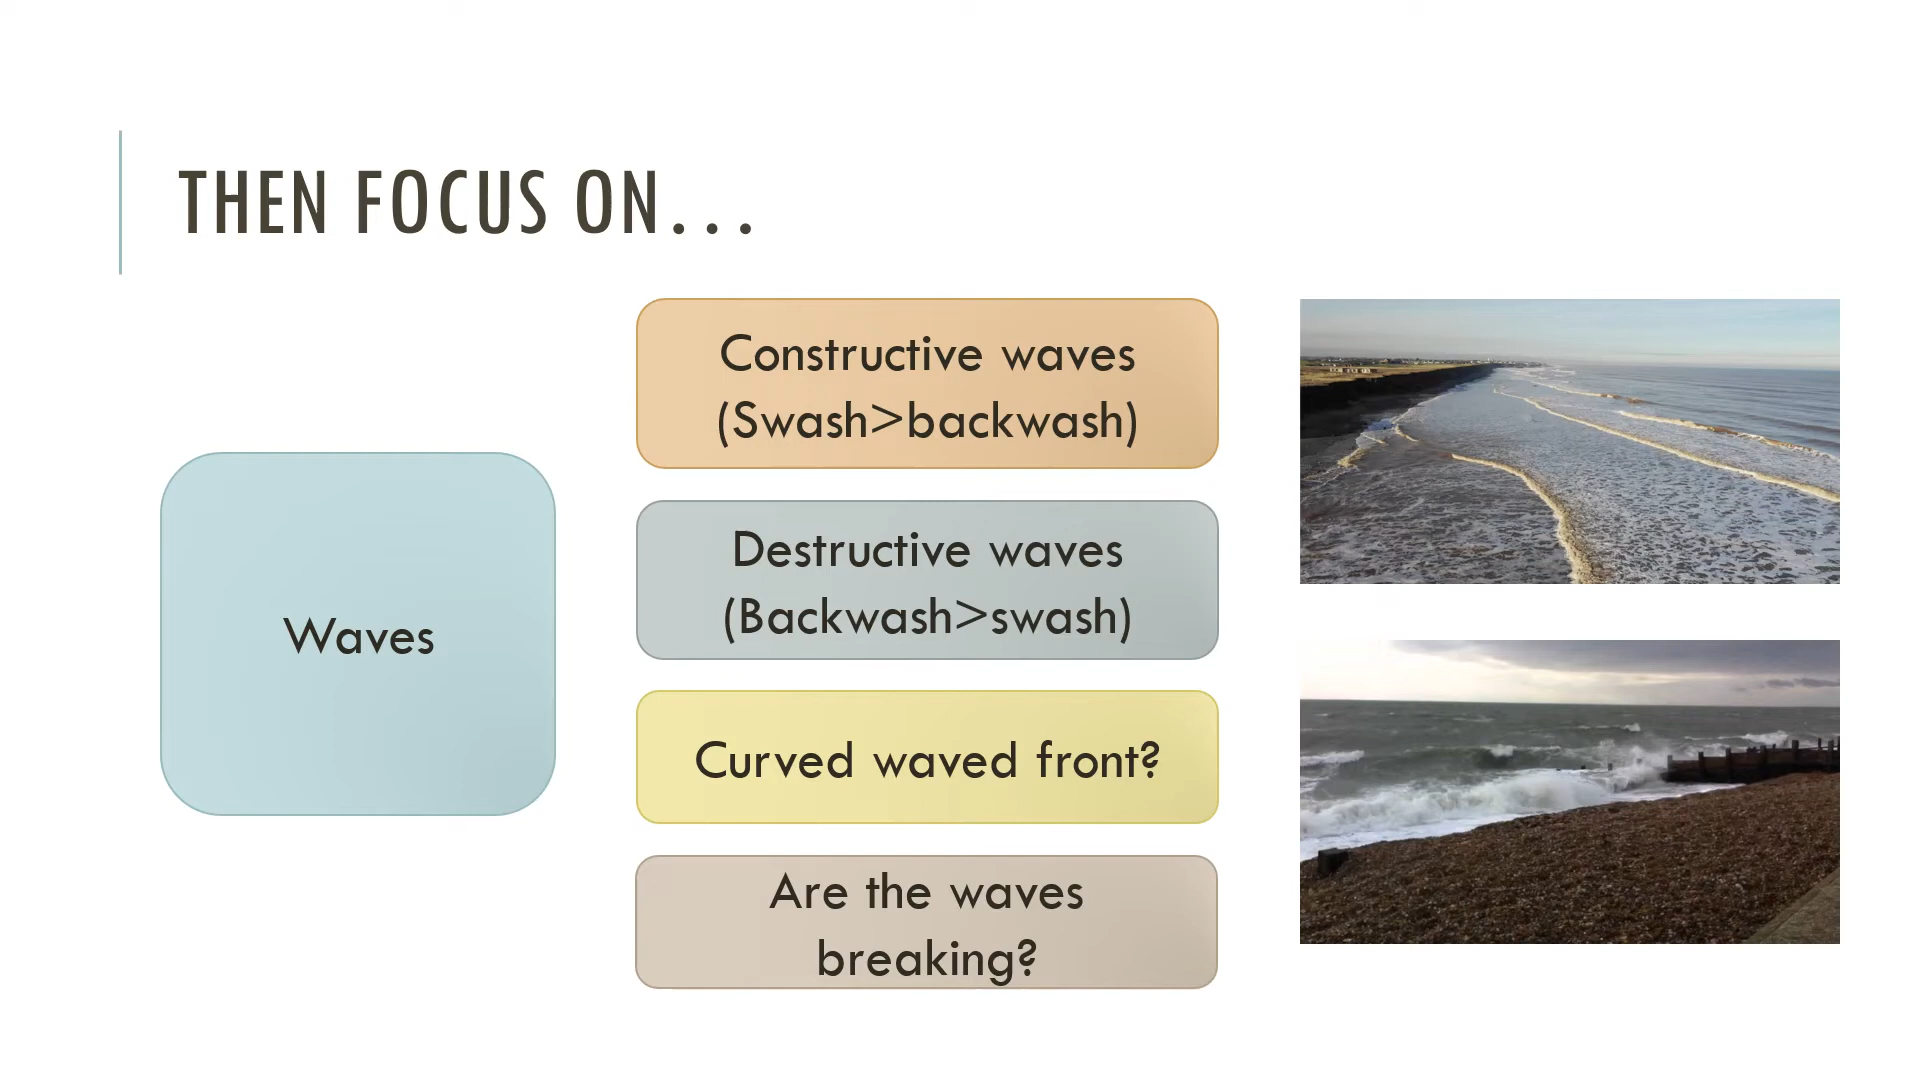 THEN FOCUS ON...
Waves
Constructive waves
(Swash>backwash)
Destructive waves
(Backwash>swash)
Curved waved front?
Are the waves
breaking?